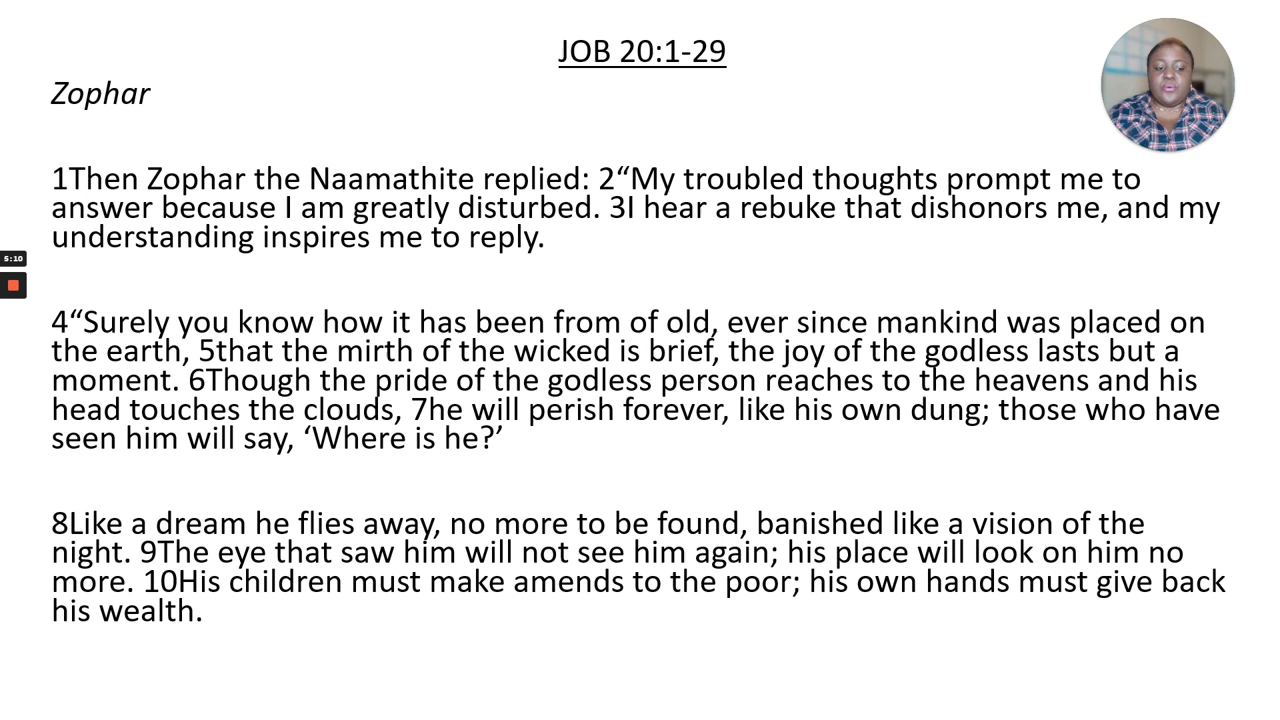 JOB 20:1-29
Zophar
1Then Zophar the Naamathite replied: 2“My troubled thoughts prompt me to
answer because I am greatly disturbed. 3I hear a rebuke that dishonors me, and my
understanding inspires me to reply.
5:10
4“Surely you know how it has been from of old, ever since mankind was placed on
the earth, 5that the mirth of the wicked is brief, the joy of the godless lasts but a
moment. 6Though the pride of the godless person reaches to the heavens and his
head touches the clouds, 7he will perish forever, like his own dung; those who have
seen him will say, ‘Where is he?’
8Like a dream he flies away, no more to be found, banished like a vision of the
night. 9The eye that saw him will not see him again; his place will look on him no
more. 10His children must make amends to the poor; his own hands must give back
his wealth.